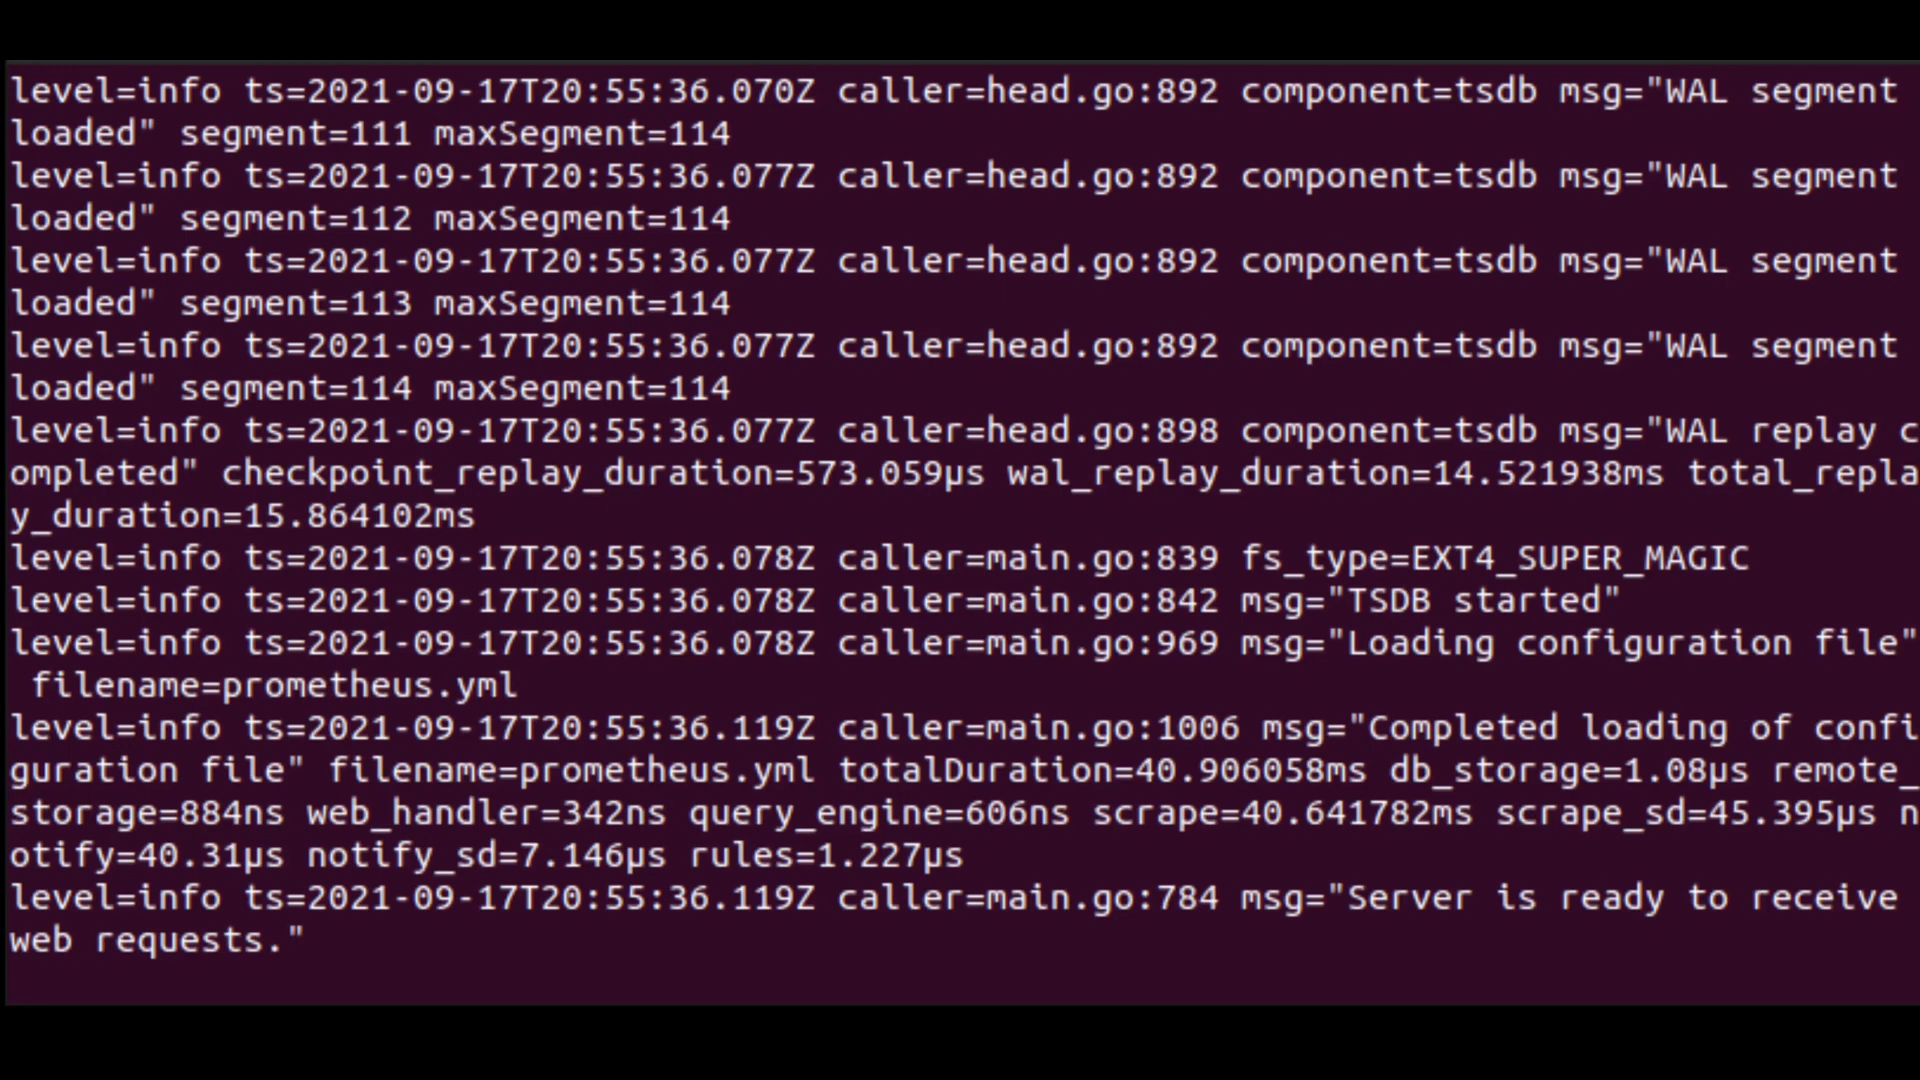 level=info ts=2021-09-17T20:55:36.070Z caller=head.go:892 component=tsdb msg="WAL segment
loaded" segment=111 maxSegment=114
level=info ts=2021-09-17T20:55:36.077Z caller=head.go:892 component=tsdb msg="WAL segment
loaded" segment=112 maxSegment=114
level=info ts=2021-09-17T20:55:36.077Z caller=head.go:892 component=tsdb msg="WAL segment
loaded" segment=113 maxSegment=114
level=info ts=2021-09-17T20:55:36.077Z caller=head.go:892 component=tsdb msg="WAL segment
loaded" segment=114 maxSegment=114
level=info ts=2021-09-17T20:55:36.077Z caller=head.go:898 component=tsdb msg="WAL replay c
ompleted" checkpoint_replay_duration=573.059µs wal_replay_duration=14.521938ms total_repla
y_duration=15.864102ms
level=info ts=2021-09-17T20:55:36.078Z caller=main.go:839 fs_type=EXT4_SUPER_MAGIC
level=info ts=2021-09-17T20:55:36.078Z caller=main.go:842 msg="TSDB started"
level=info ts=2021-09-17T20:55:36.078Z caller=main.go:969 msg="Loading configuration file"
 filename=prometheus.yml
level=info ts=2021-09-17T20:55:36.119Z caller=main.go:1006 msg="Completed loading of confi
guration file" filename=prometheus.yml totalDuration=40.906058ms db_storage=1.08µs remote_
storage=884ns web_handler=342ns query_engine=606ns scrape=40.641782ms scrape_sd=45.395µs n
otify=40.31µs notify_sd=7.146µs rules=1.227µs
level=info ts=2021-09-17T20:55:36.119Z caller=main.go:784 msg="Server is ready to receive
web requests."